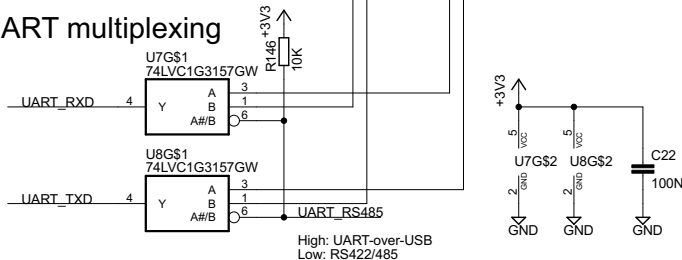 ART multiplexing
+3V3
R146
10K
U7G$1
74LVC1G3157GW
UART_RXD
4
Y
A
3
B
1
A#/B
6
U8G$1
74LVC1G3157GW
UART_TXD
4
Y
A
3
B
1
A#/B
6
UART_RS485
High: UART-over-USB
Low: RS422/485
+3V3
5
VCC
U7G$2
2
GND
GND
5
VCC
U8G$2
2
GND
GND
C22
100N
GND